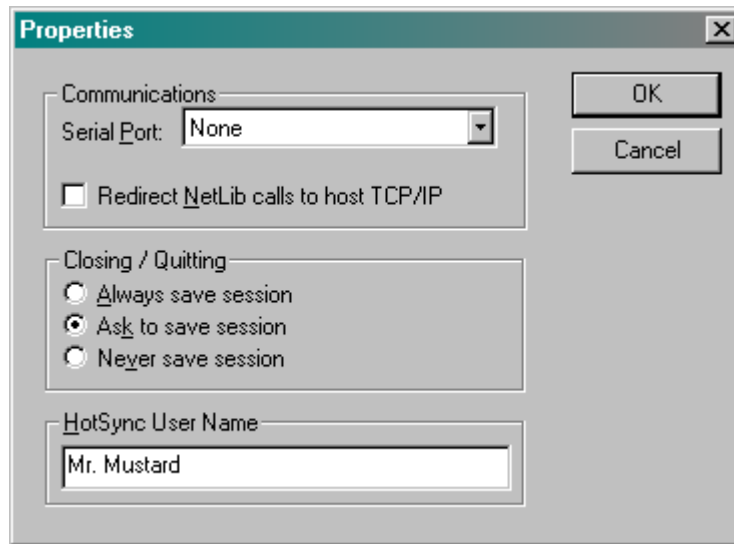 Properties
Communications
Serial Port: None
Redirect NetLib calls to host TCP/IP
Closing / Quitting
Always save session
Ask to save session
Never save session
HotSync User Name
Mr. Mustard
OK
Cancel